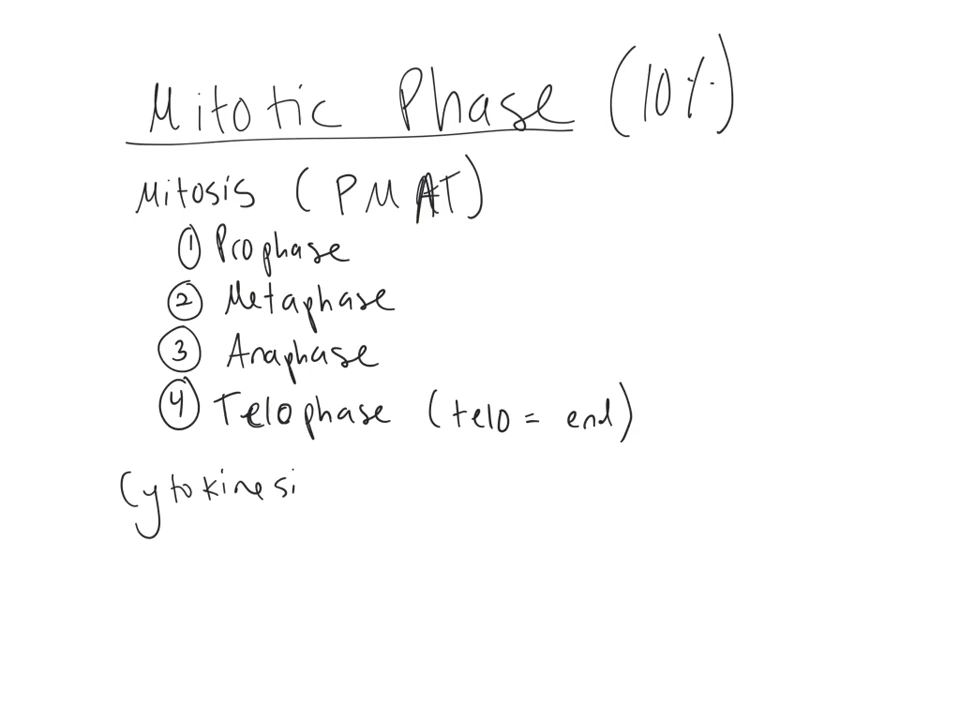 Mitotic Phase (10%)
Mitosis (PMAT)
① Prophase
② Metaphase
③ Anaphase
④ Telophase (telo = end)
Cytokinesi